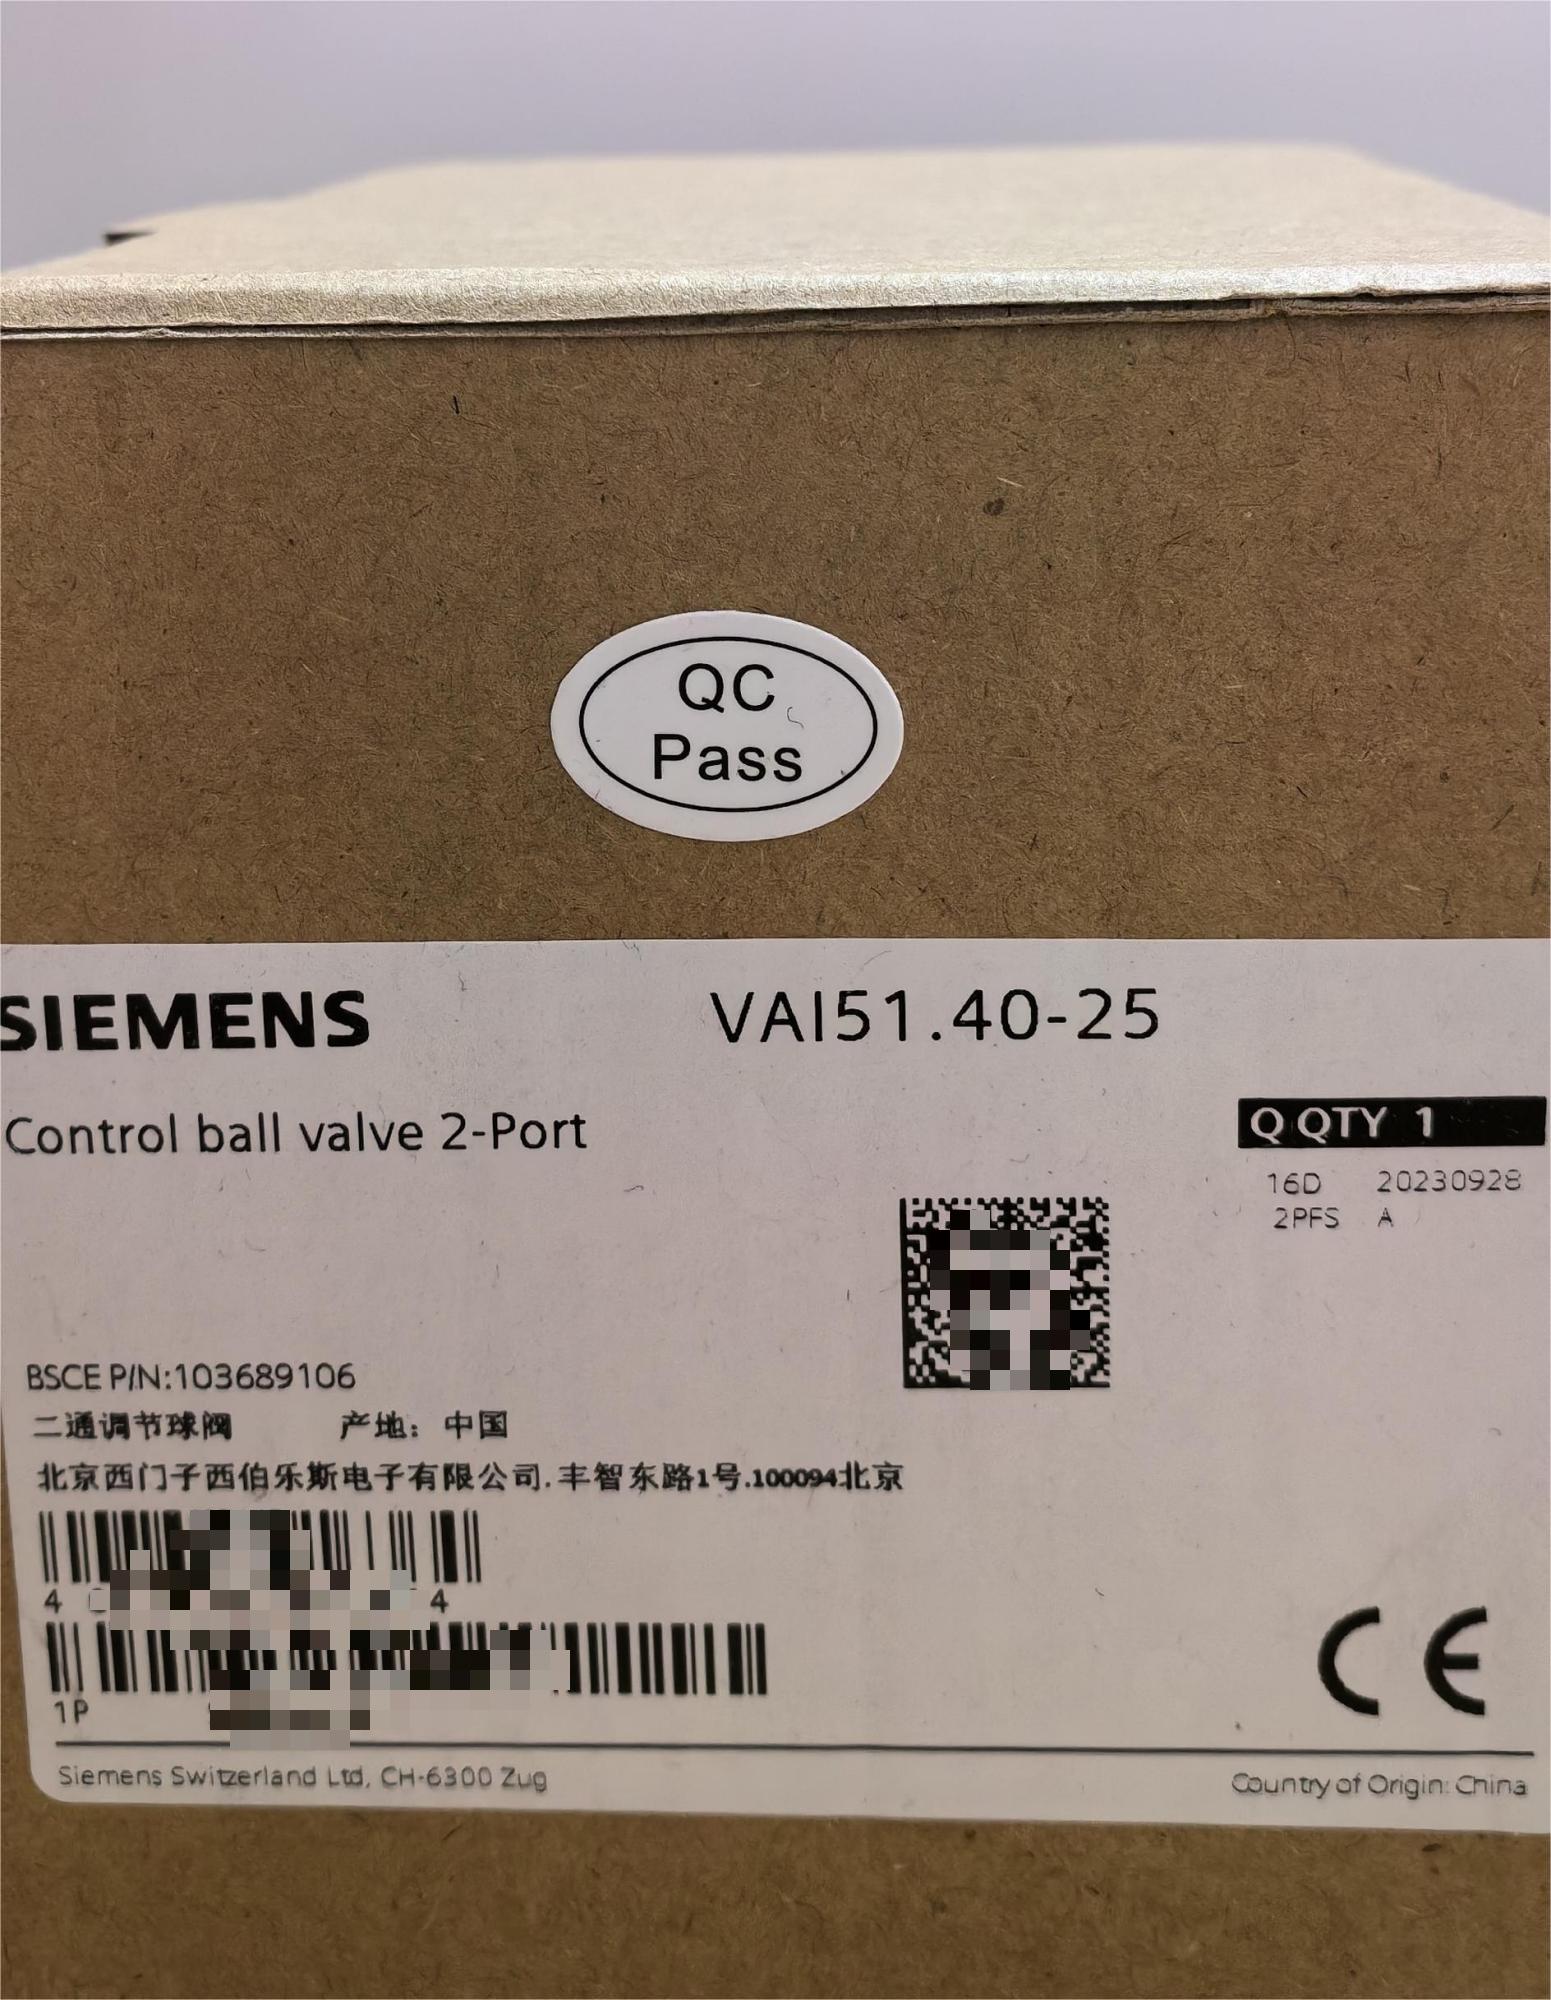 QC
Pass
SIEMENS
VAI51.40-25
Control ball valve 2-Port
Q QTY 1
16D 20230928
2PFS A
BSCE P/N:103689106
二通调节球阀 产地：中国
北京西门子西伯乐斯电子有限公司.丰智东路1号.100094北京
4 4
1P
CE
Siemens Switzerland Ltd, CH-6300 Zug
Country of Origin: China